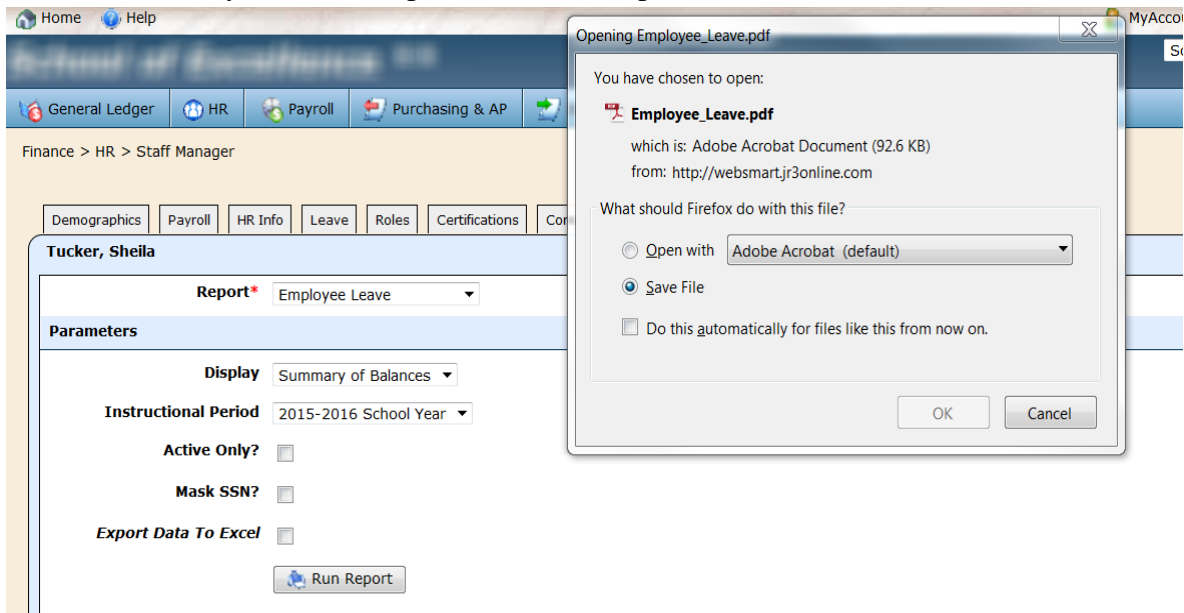 Home Help MyAccou
General Ledger HR Payroll Purchasing & AP
Finance > HR > Staff Manager
Demographics Payroll HR Info Leave Roles Certifications Con
Tucker, Sheila
Report* Employee Leave
Parameters
Display Summary of Balances
Instructional Period 2015-2016 School Year
Active Only?
Mask SSN?
Export Data To Excel
Run Report
Opening Employee_Leave.pdf
You have chosen to open:
Employee_Leave.pdf
which is: Adobe Acrobat Document (92.6 KB)
from: http://websmart.jr3online.com
What should Firefox do with this file?
Open with Adobe Acrobat (default)
Save File
Do this automatically for files like this from now on.
OK Cancel